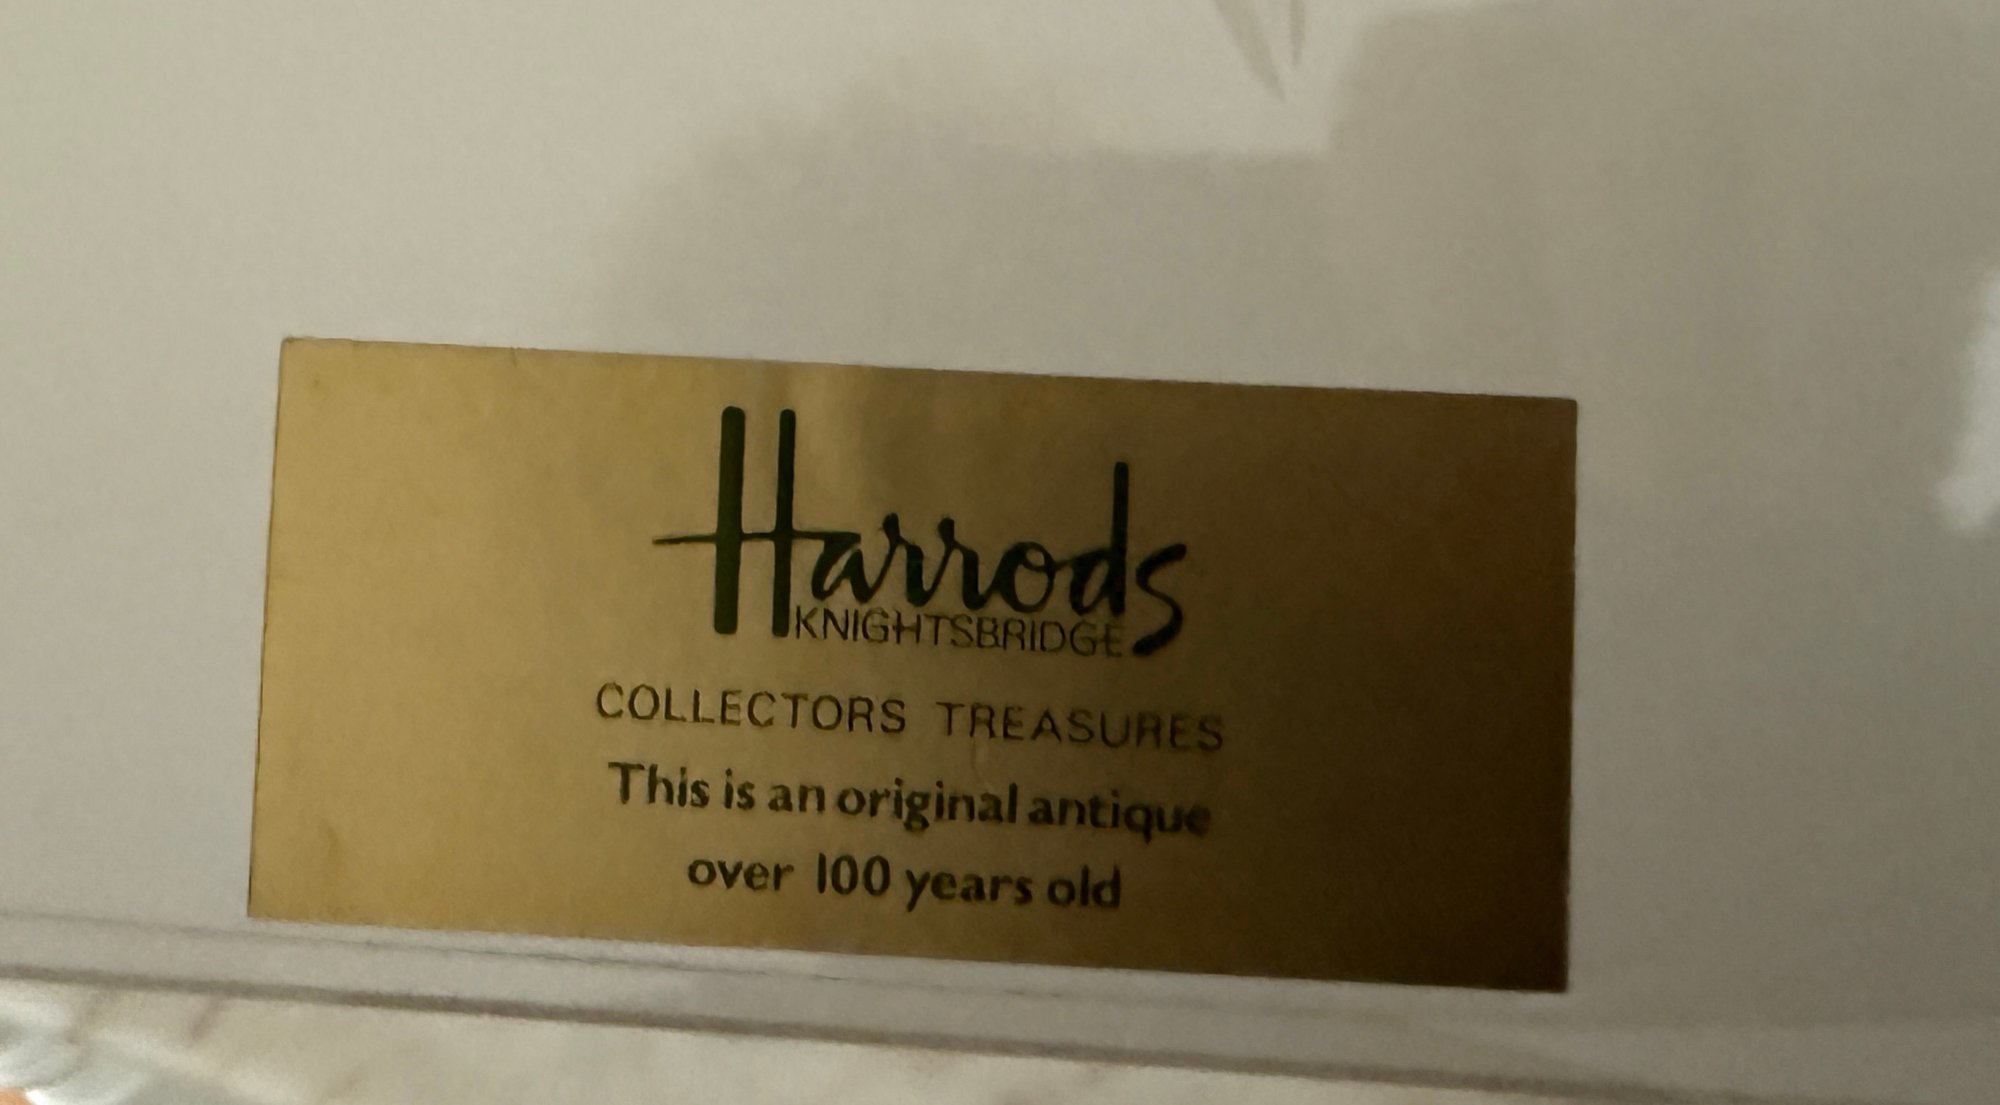 Harrods
KNIGHTSBRIDGE
COLLECTORS TREASURES
This is an original antique
over 100 years old